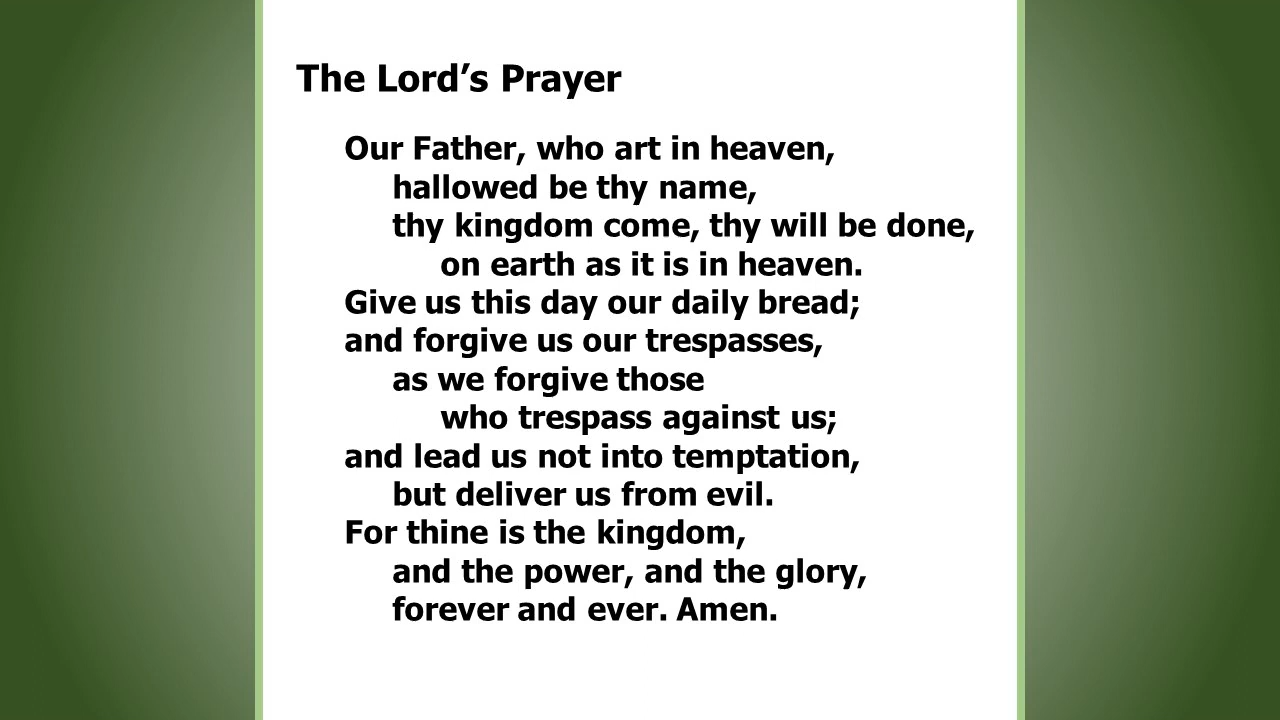 The Lord’s Prayer
Our Father, who art in heaven,
hallowed be thy name,
thy kingdom come, thy will be done,
on earth as it is in heaven.
Give us this day our daily bread;
and forgive us our trespasses,
as we forgive those
who trespass against us;
and lead us not into temptation,
but deliver us from evil.
For thine is the kingdom,
and the power, and the glory,
forever and ever. Amen.